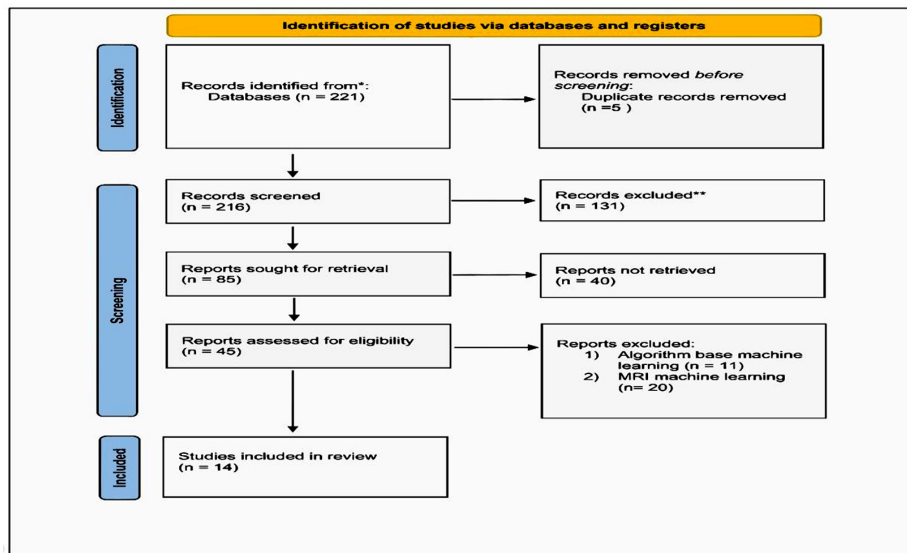 Identification of studies via databases and registers
Identification
Records identified from*:
Databases (n = 221)
Records removed before
screening:
Duplicate records removed
(n =5 )
Screening
Records screened
(n = 216)
Records excluded**
(n = 131)
Reports sought for retrieval
(n = 85)
Reports not retrieved
(n = 40)
Reports assessed for eligibility
(n = 45)
Reports excluded:
1) Algorithm base machine
learning (n = 11)
2) MRI machine learning
(n= 20)
Included
Studies included in review
(n = 14)